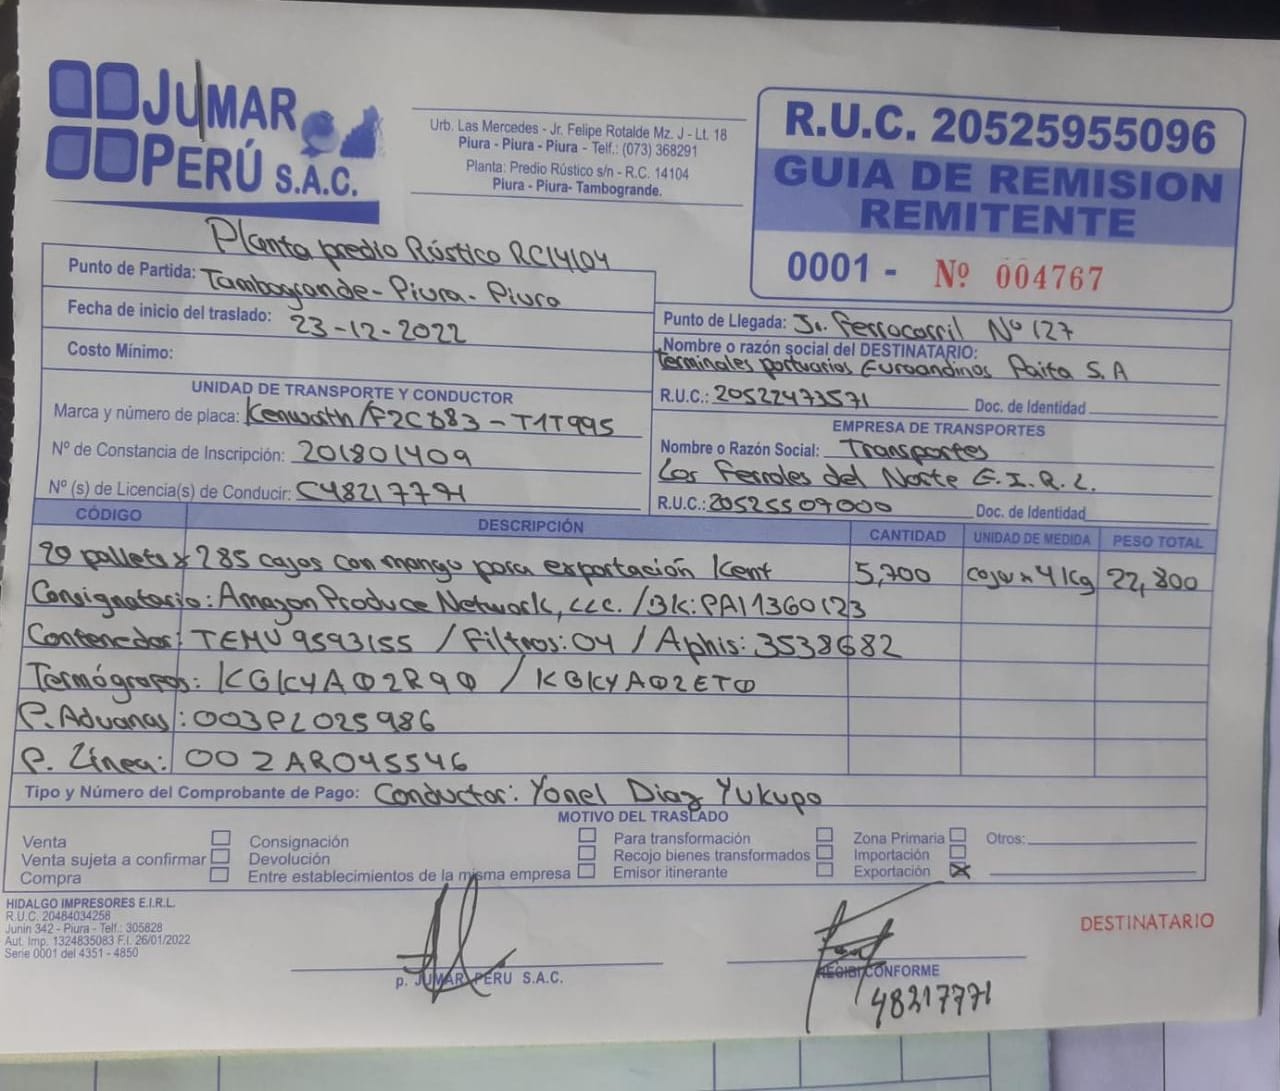 JUMAR
PERÚ S.A.C.
Urb. Las Mercedes - Jr. Felipe Rotalde Mz. J - Lt. 18
Piura - Piura - Piura - Telf.: (073) 368291
Planta: Predio Rústico s/n - R.C. 14104
Piura - Piura- Tambogrande.
R.U.C. 20525955096
GUIA DE REMISION
REMITENTE
0001 - Nº 004767
Planta predio Rústico RC14104
Punto de Partida: Tambogrande - Piura - Piura
Fecha de inicio del traslado: 23-12-2022
Costo Mínimo:
Punto de Llegada: Jr. Ferrocarril Nº 127
Nombre o razón social del DESTINATARIO:
terminales portuarios Euroandinos Paita S.A
R.U.C.: 20522473571 Doc. de Identidad
UNIDAD DE TRANSPORTE Y CONDUCTOR
Marca y número de placa: Kenworth / F2C883 - T1T995
Nº de Constancia de Inscripción: 201801409
Nº (s) de Licencia(s) de Conducir: C48217771
EMPRESA DE TRANSPORTES
Nombre o Razón Social: Transportes
Los Ferroles del Norte E.I.R.L.
R.U.C.: 20525507000 Doc. de Identidad
CÓDIGO DESCRIPCIÓN CANTIDAD UNIDAD DE MEDIDA PESO TOTAL
20 pallets x 285 cajas con mango para exportación Kent 5,700 cajas x 4 Kg 22,800
Consignatario: Amazon Produce Network, LLC. / BK: PAI1360123
Contenedor: TEMU9593155 / Filtros: 04 / Aphis: 3538682
Termógrafos: KGKYA02R90 / KGKYA02ET0
P. Aduanas: 003PL025986
P. Línea: 002AR045546
Tipo y Número del Comprobante de Pago: Conductor: Yonel Diaz Yukupo
MOTIVO DEL TRASLADO
Venta Consignación Para transformación Zona Primaria Otros:
Venta sujeta a confirmar Devolución Recojo bienes transformados Importación
Compra Entre establecimientos de la misma empresa Emisor itinerante Exportación X
HIDALGO IMPRESORES E.I.R.L.
R.U.C. 20484034258
Junin 342 - Piura - Telf.: 305828
Aut. Imp. 1324835083 F.I. 26/01/2022
Serie 0001 del 4351 - 4850
p. JUMAR PERÚ S.A.C.
RECIBI CONFORME
48217771
DESTINATARIO